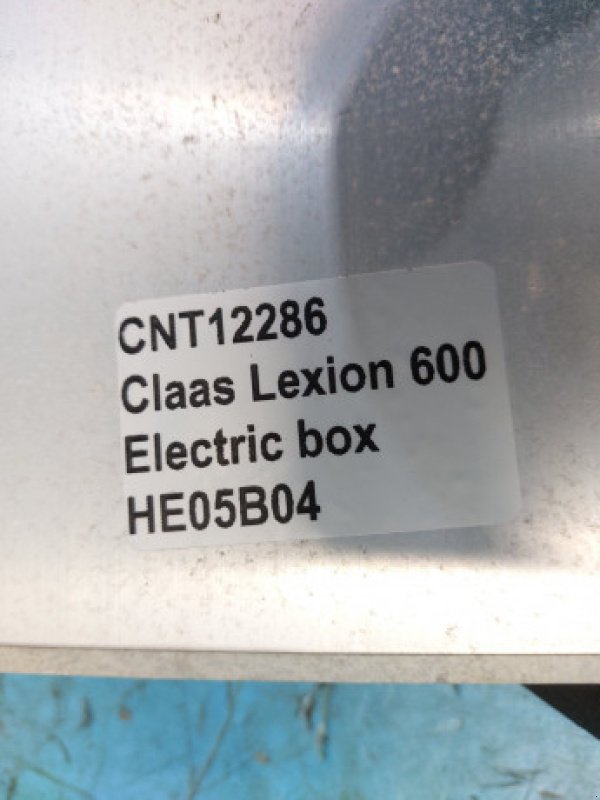 CNT12286
Claas Lexion 600
Electric box
HE05B04